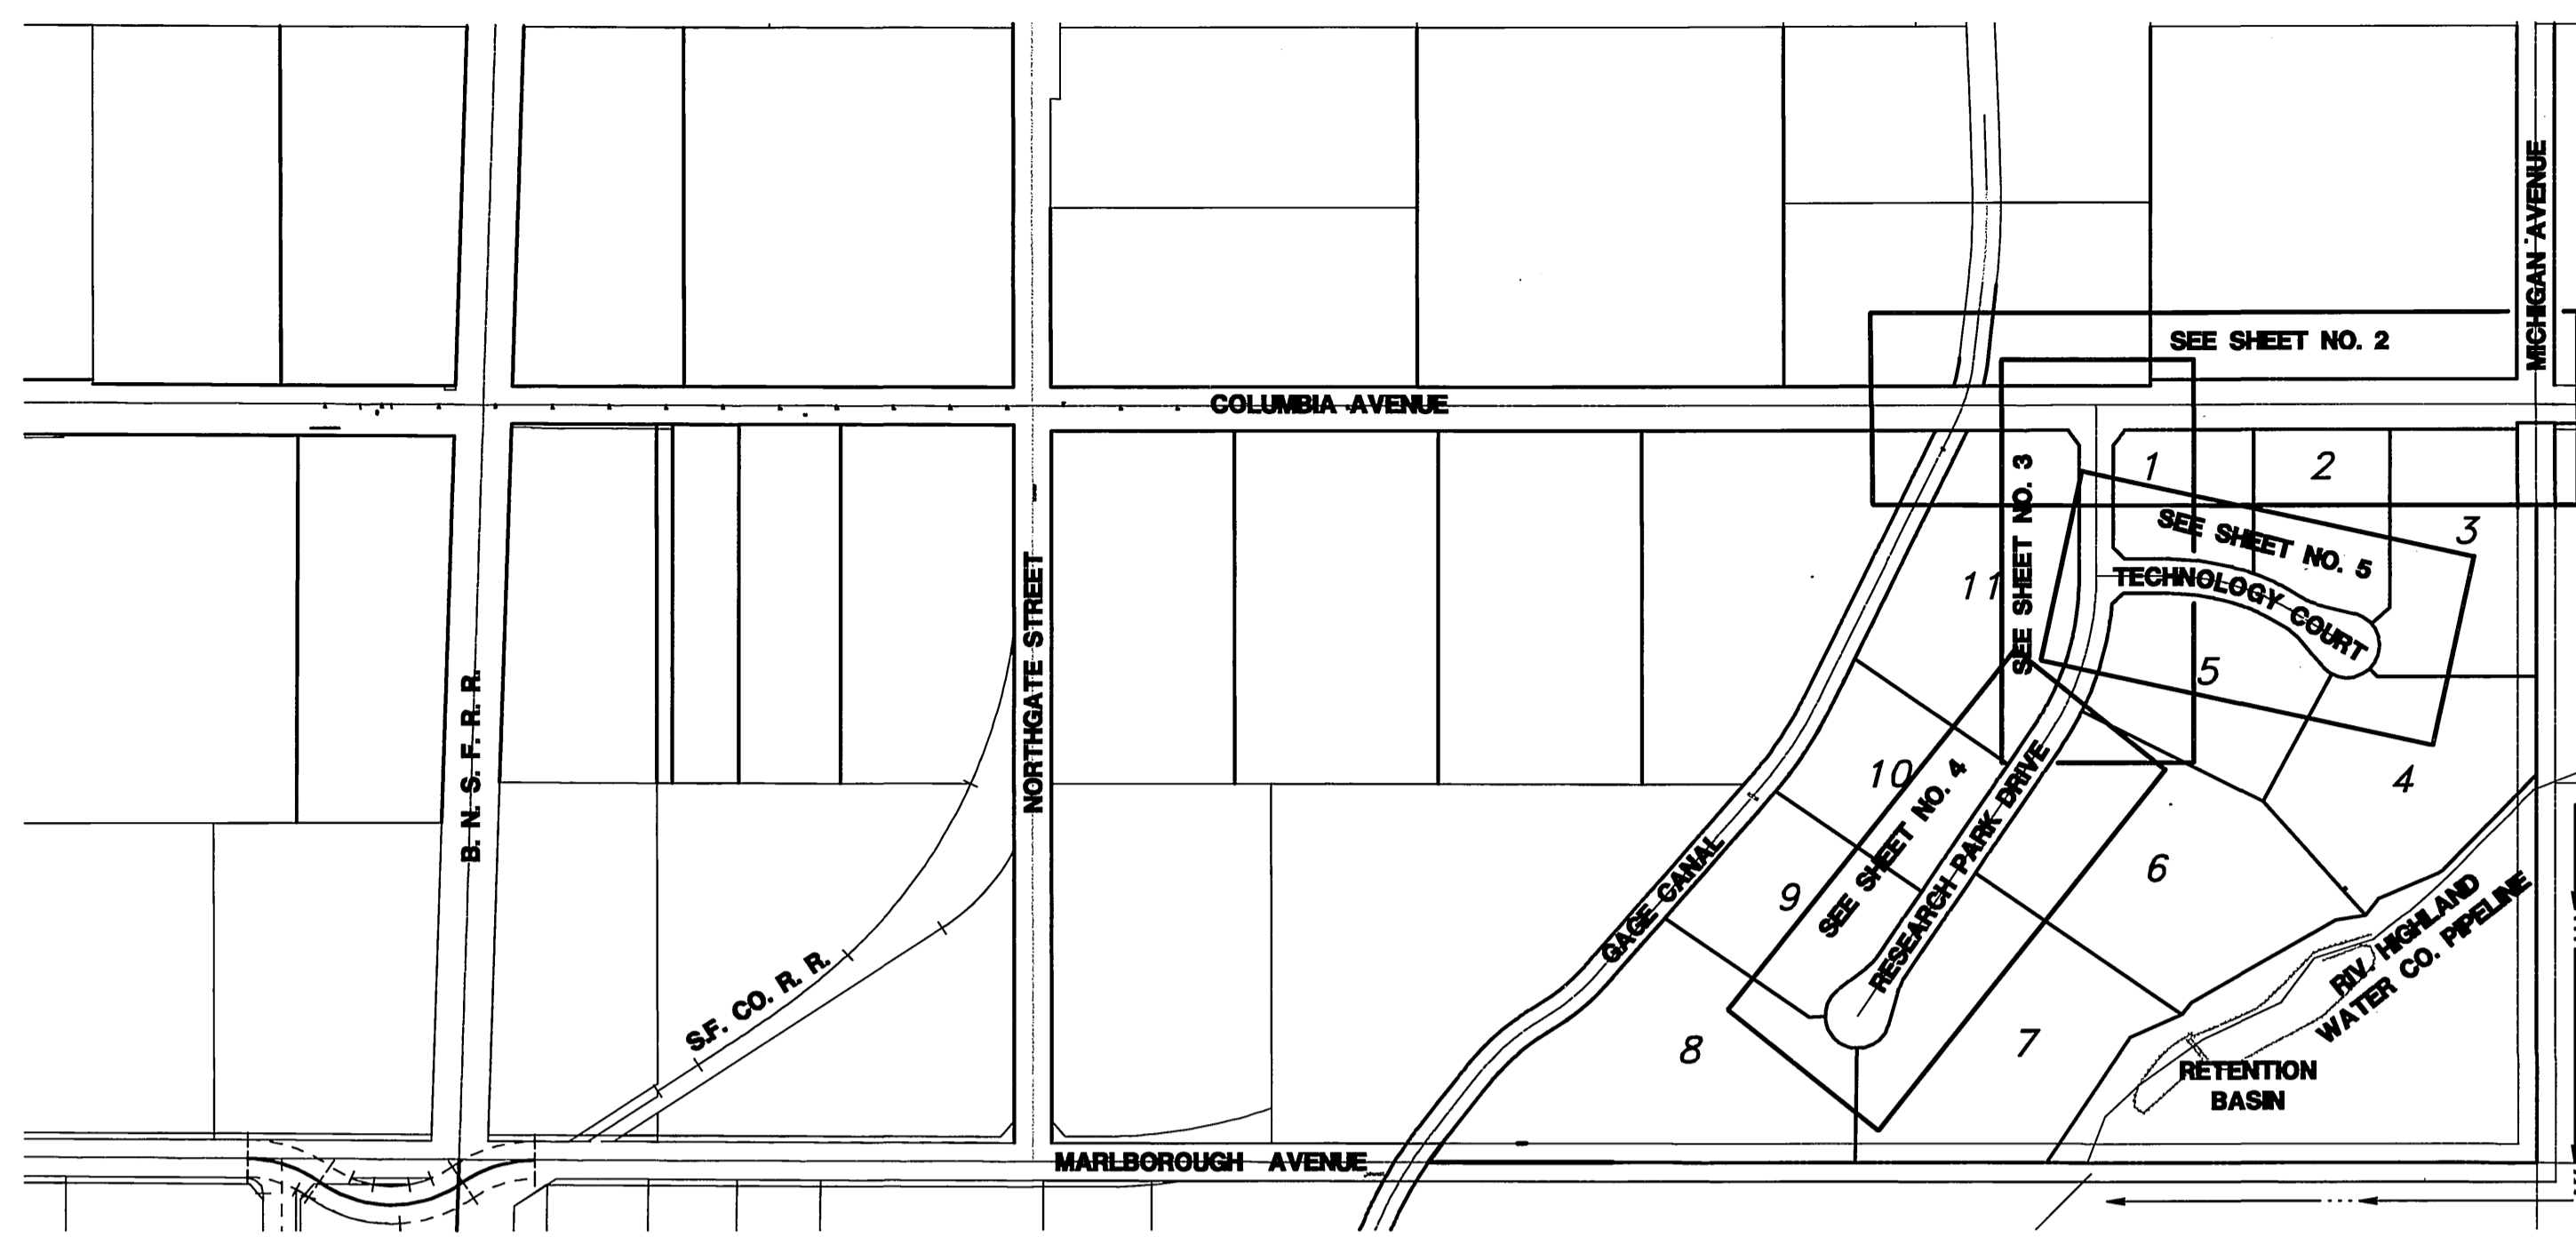 MICHIGAN AVENUE
SEE SHEET NO. 2
COLUMBIA AVENUE
1
2
3
SEE SHEET NO. 3
SEE SHEET NO. 5
TECHNOLOGY COURT
11
5
NORTHGATE STREET
B. N. S. F. R. R.
10
SEE SHEET NO. 4
RESEARCH PARK DRIVE
4
6
9
GAGE CANAL
RIV. HIGHLAND
WATER CO. PIPELINE
S.F. CO. R. R.
8
7
RETENTION
BASIN
MARLBOROUGH AVENUE